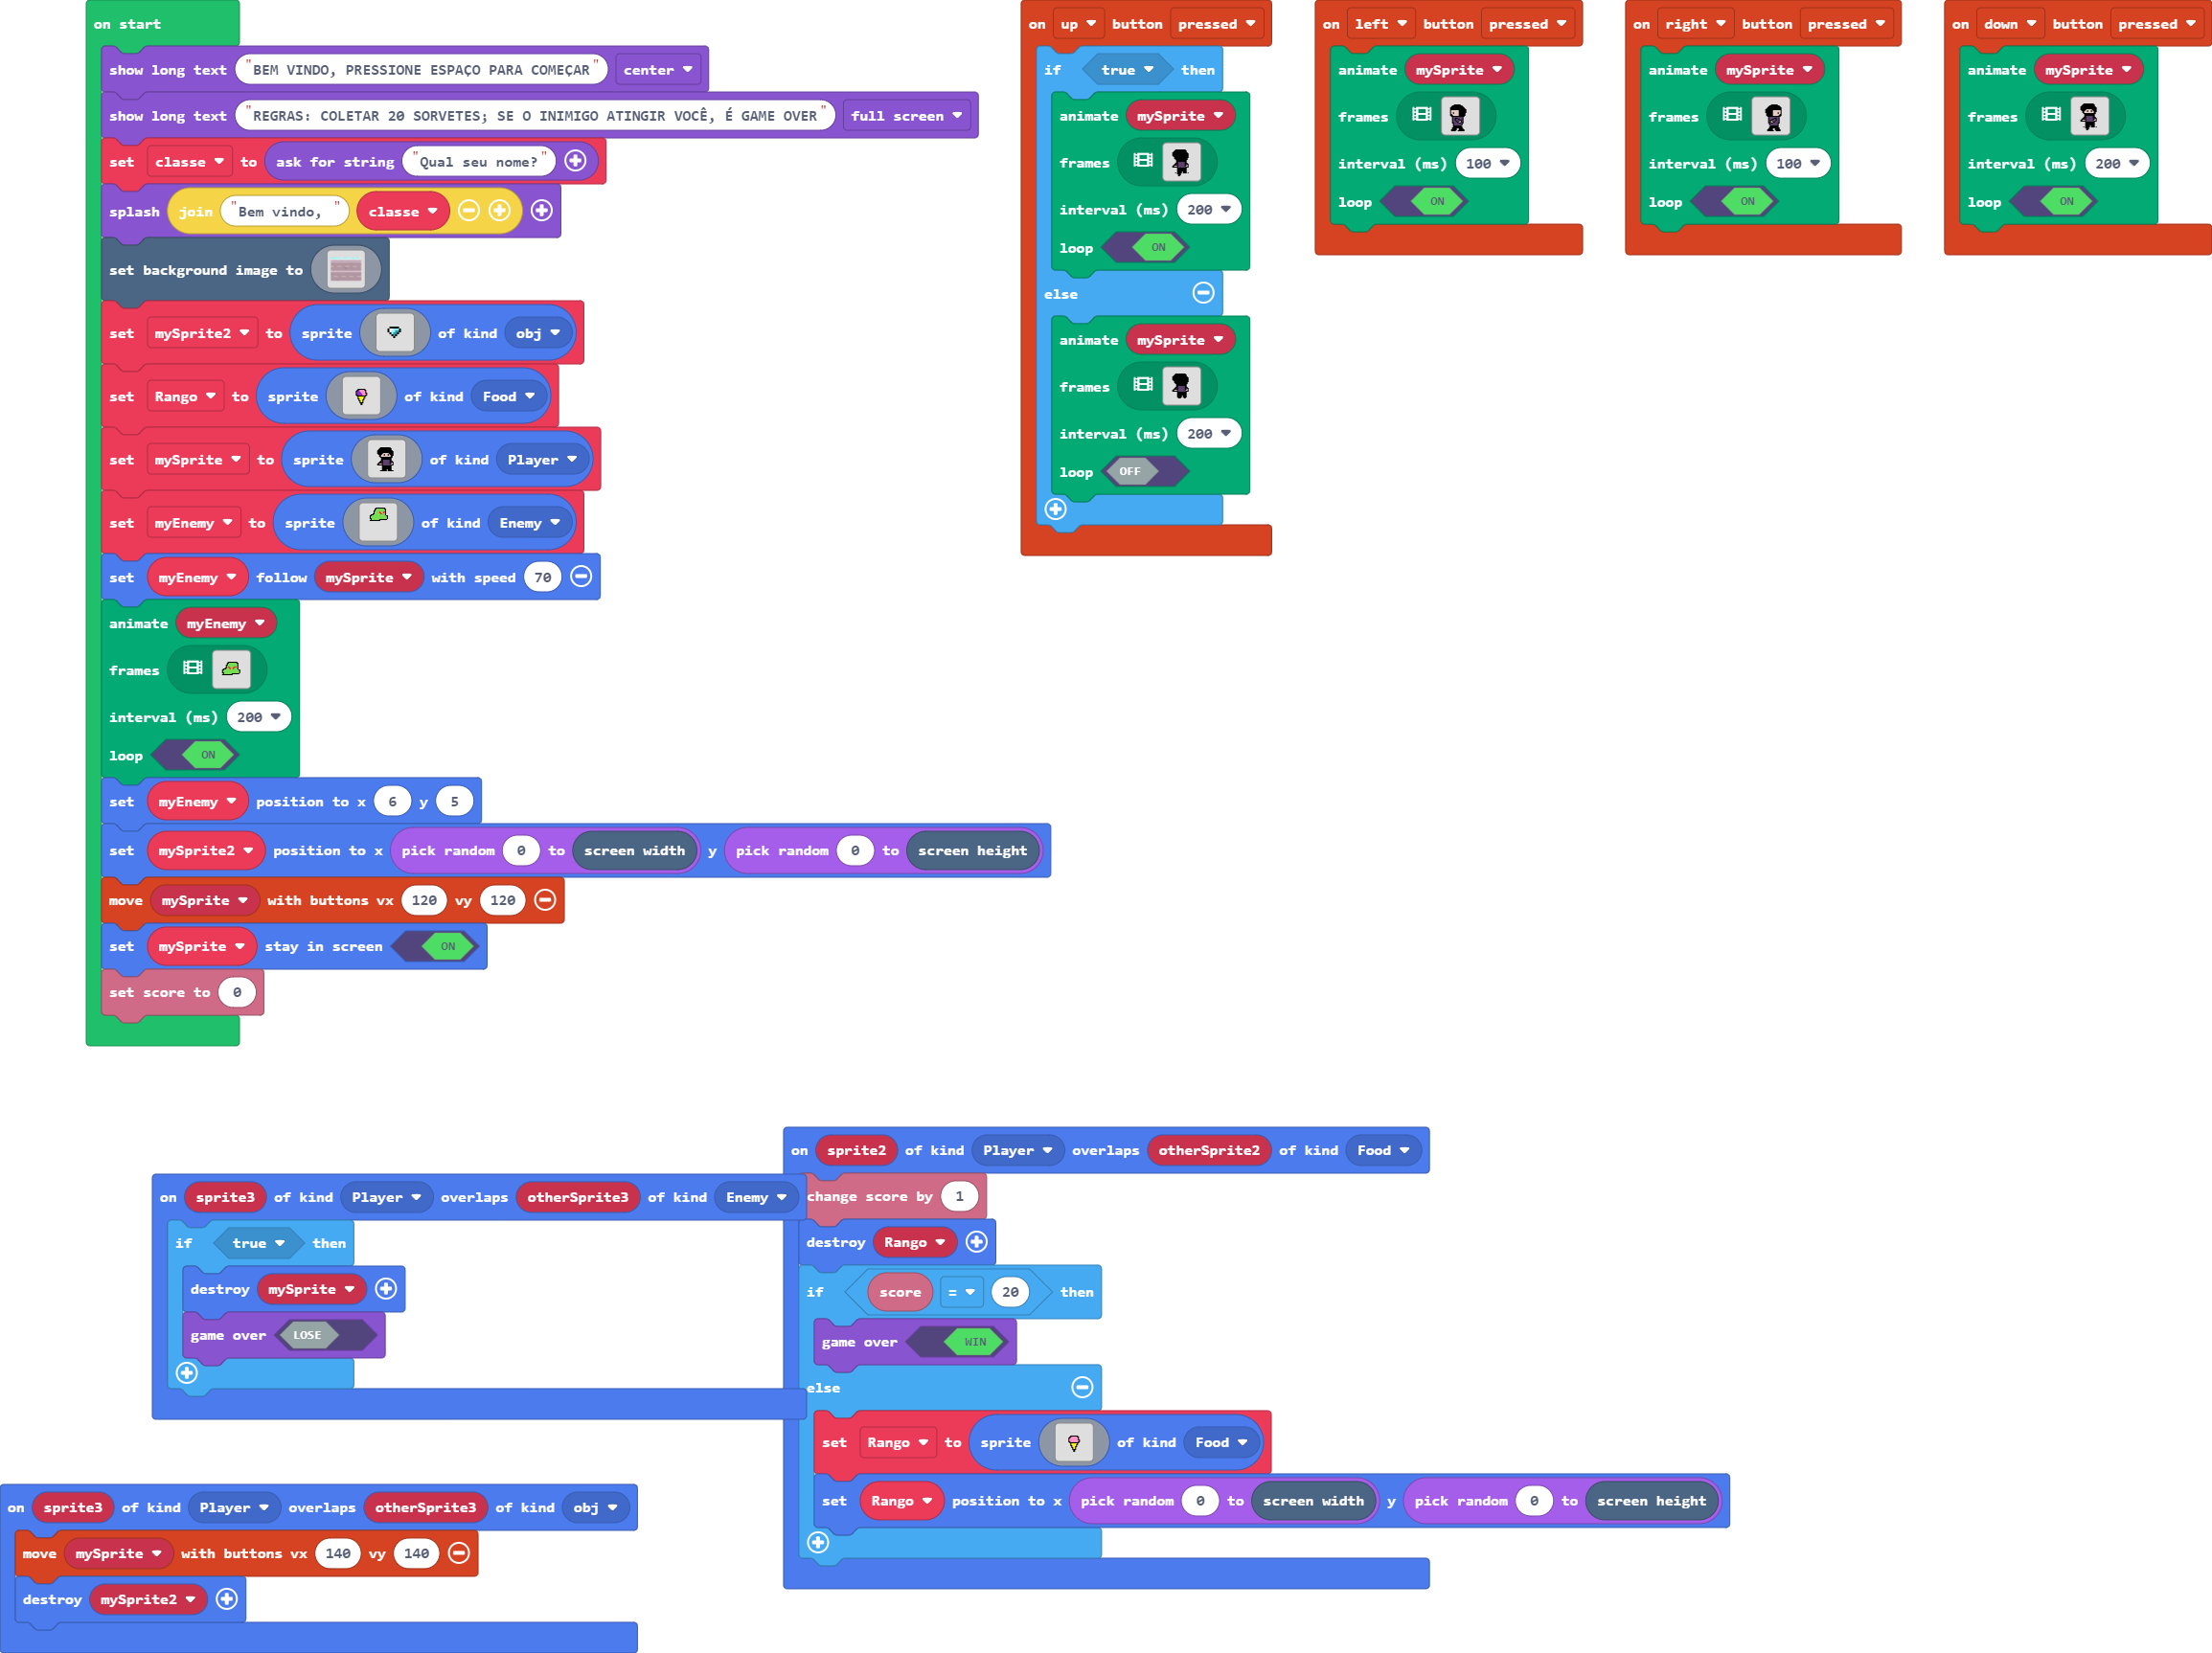 on start
show long text "BEM VINDO, PRESSIONE ESPAÇO PARA COMEÇAR" center
show long text "REGRAS: COLETAR 20 SORVETES; SE O INIMIGO ATINGIR VOCÊ, É GAME OVER" full screen
set classe to ask for string "Qual seu nome?"
splash join "Bem vindo, " classe
set background image to
set mySprite2 to sprite of kind obj
set Rango to sprite of kind Food
set mySprite to sprite of kind Player
set myEnemy to sprite of kind Enemy
set myEnemy follow mySprite with speed 70
animate myEnemy
frames
interval (ms) 200
loop ON
set myEnemy position to x 6 y 5
set mySprite2 position to x pick random 0 to screen width y pick random 0 to screen height
move mySprite with buttons vx 120 vy 120
set mySprite stay in screen ON
set score to 0
on up button pressed
if true then
animate mySprite
frames
interval (ms) 200
loop ON
else
animate mySprite
frames
interval (ms) 200
loop OFF
on left button pressed
animate mySprite
frames
interval (ms) 100
loop ON
on right button pressed
animate mySprite
frames
interval (ms) 100
loop ON
on down button pressed
animate mySprite
frames
interval (ms) 200
loop ON
on sprite3 of kind Player overlaps otherSprite3 of kind Enemy
if true then
destroy mySprite
game over LOSE
on sprite2 of kind Player overlaps otherSprite2 of kind Food
change score by 1
destroy Rango
if score = 20 then
game over WIN
else
set Rango to sprite of kind Food
set Rango position to x pick random 0 to screen width y pick random 0 to screen height
on sprite3 of kind Player overlaps otherSprite3 of kind obj
move mySprite with buttons vx 140 vy 140
destroy mySprite2